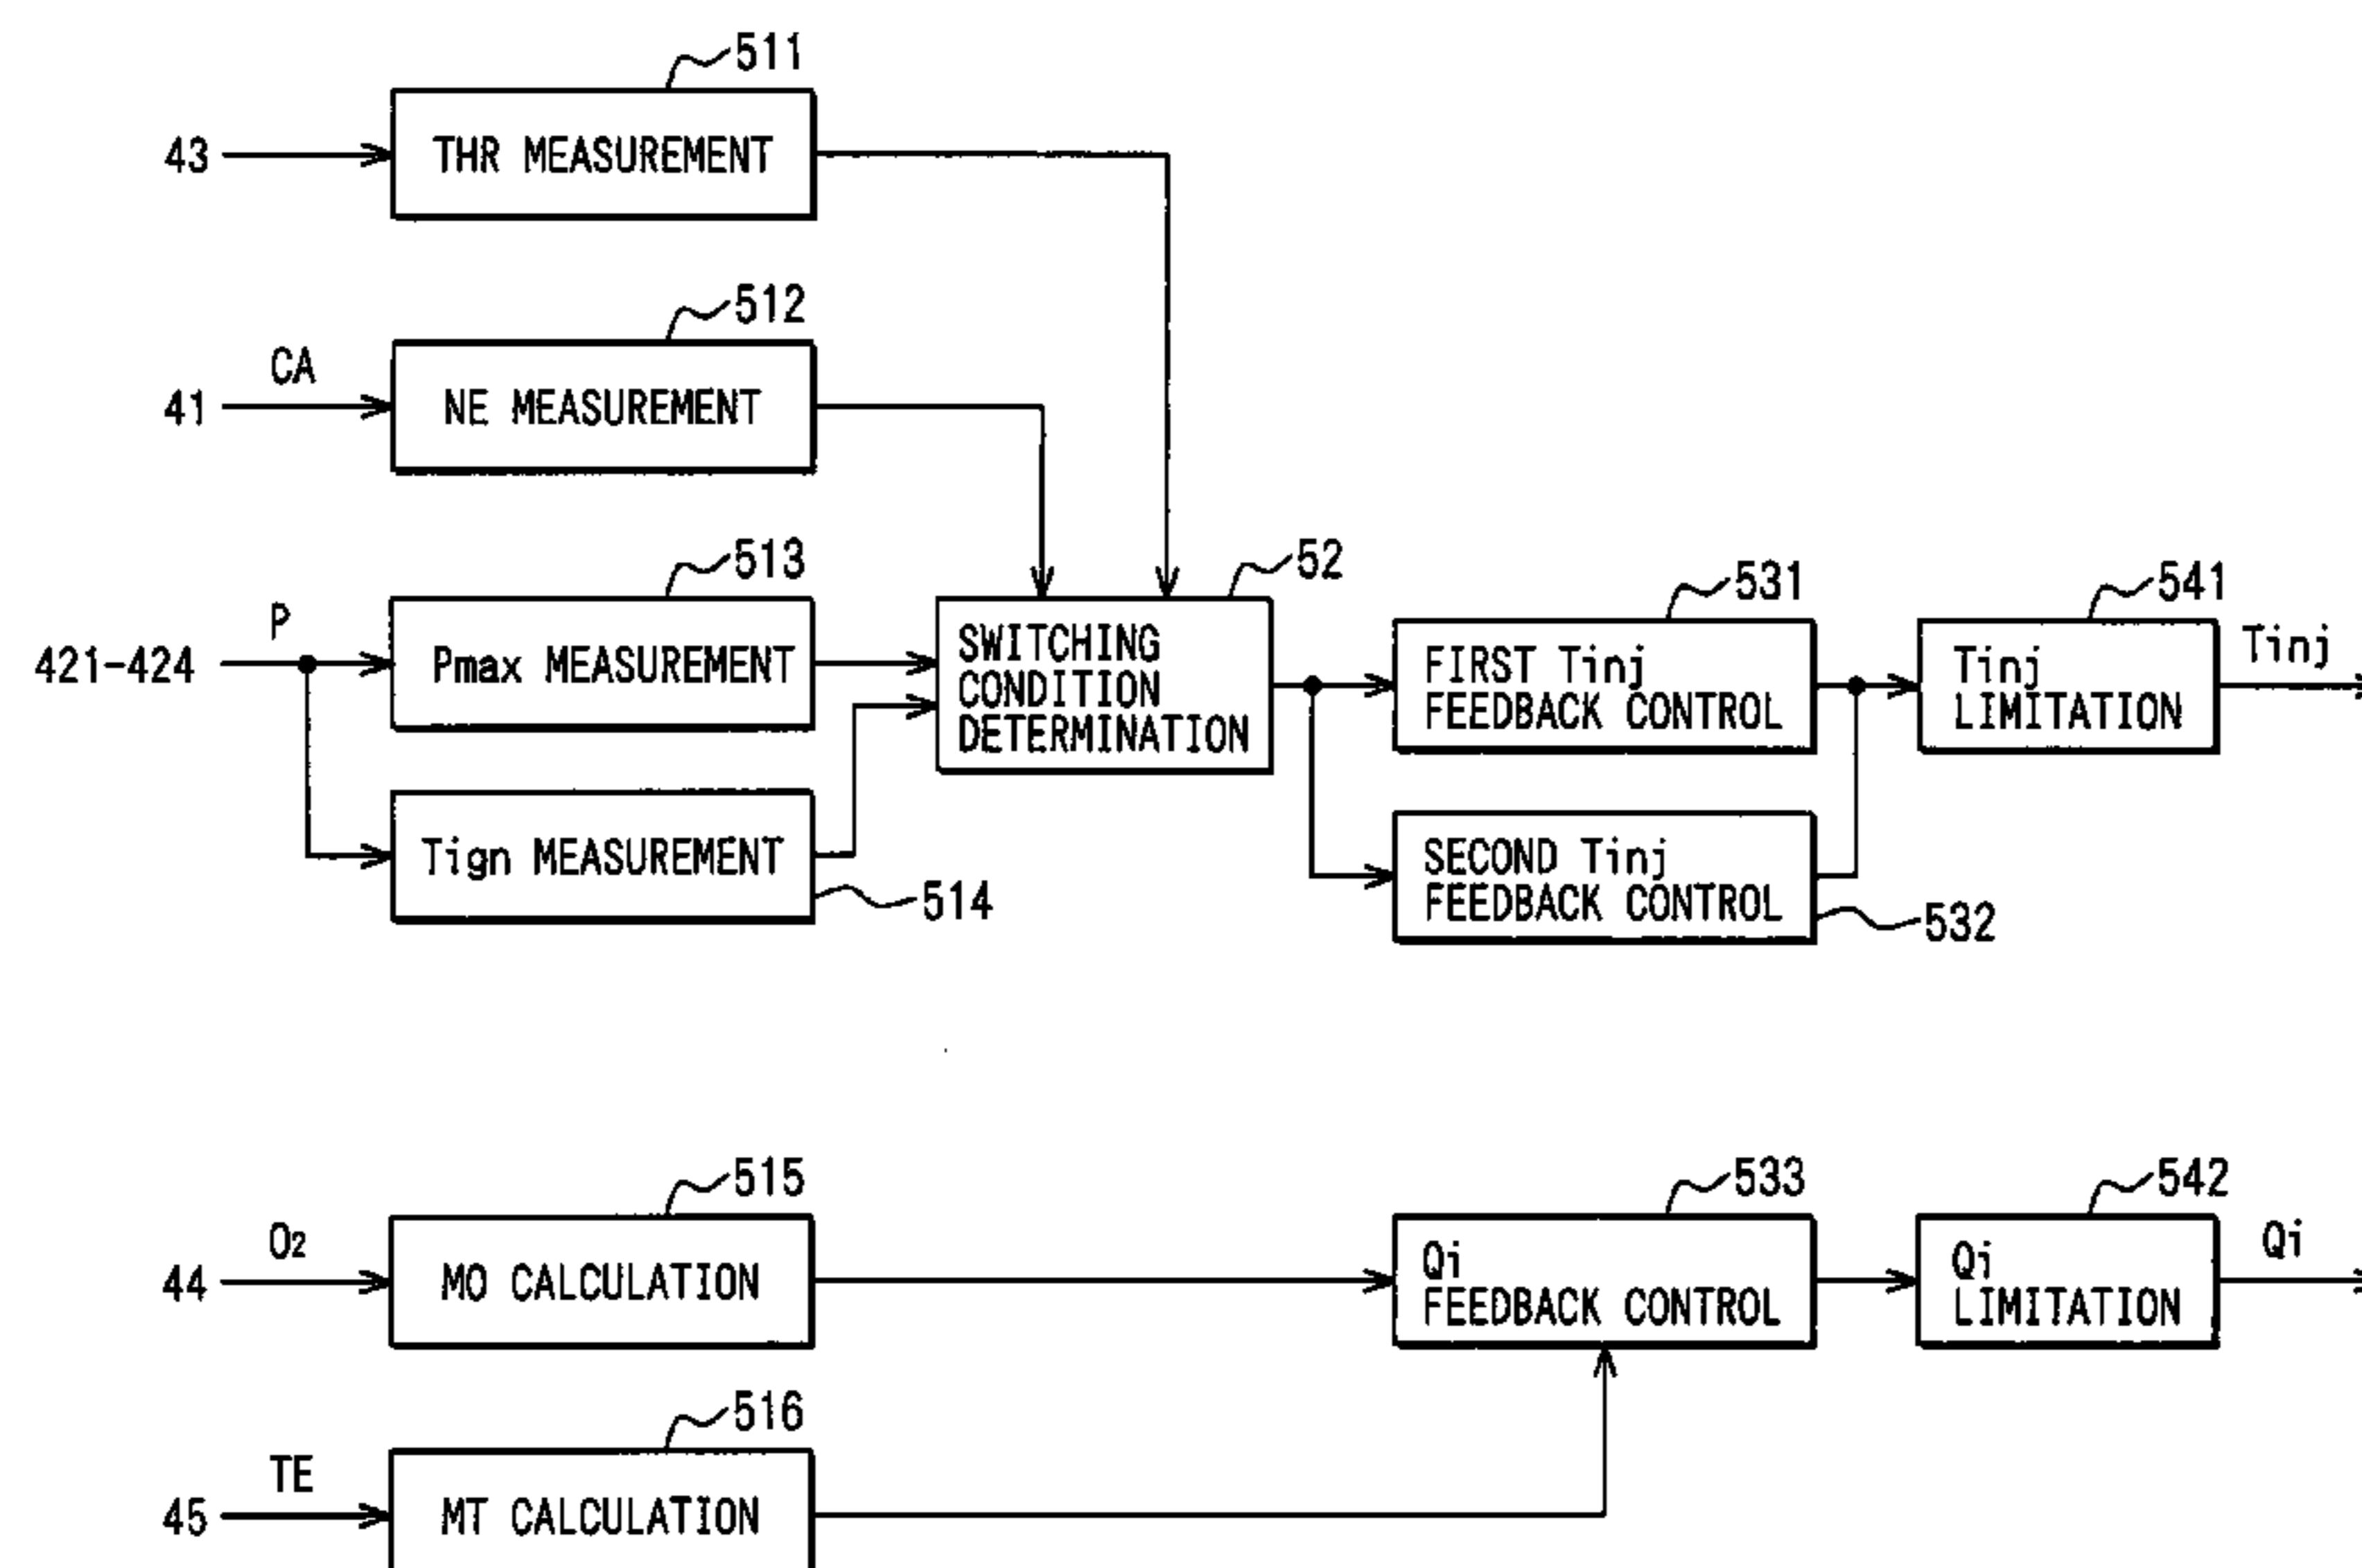 511
43
THR MEASUREMENT
512
CA
41
NE MEASUREMENT
513
P
421-424
Pmax MEASUREMENT
Tign MEASUREMENT
514
52
SWITCHING
CONDITION
DETERMINATION
531
FIRST Tinj
FEEDBACK CONTROL
SECOND Tinj
FEEDBACK CONTROL
532
541
Tinj
LIMITATION
Tinj
515
O2
44
MO CALCULATION
533
Qi
FEEDBACK CONTROL
542
Qi
LIMITATION
Qi
516
TE
45
MT CALCULATION